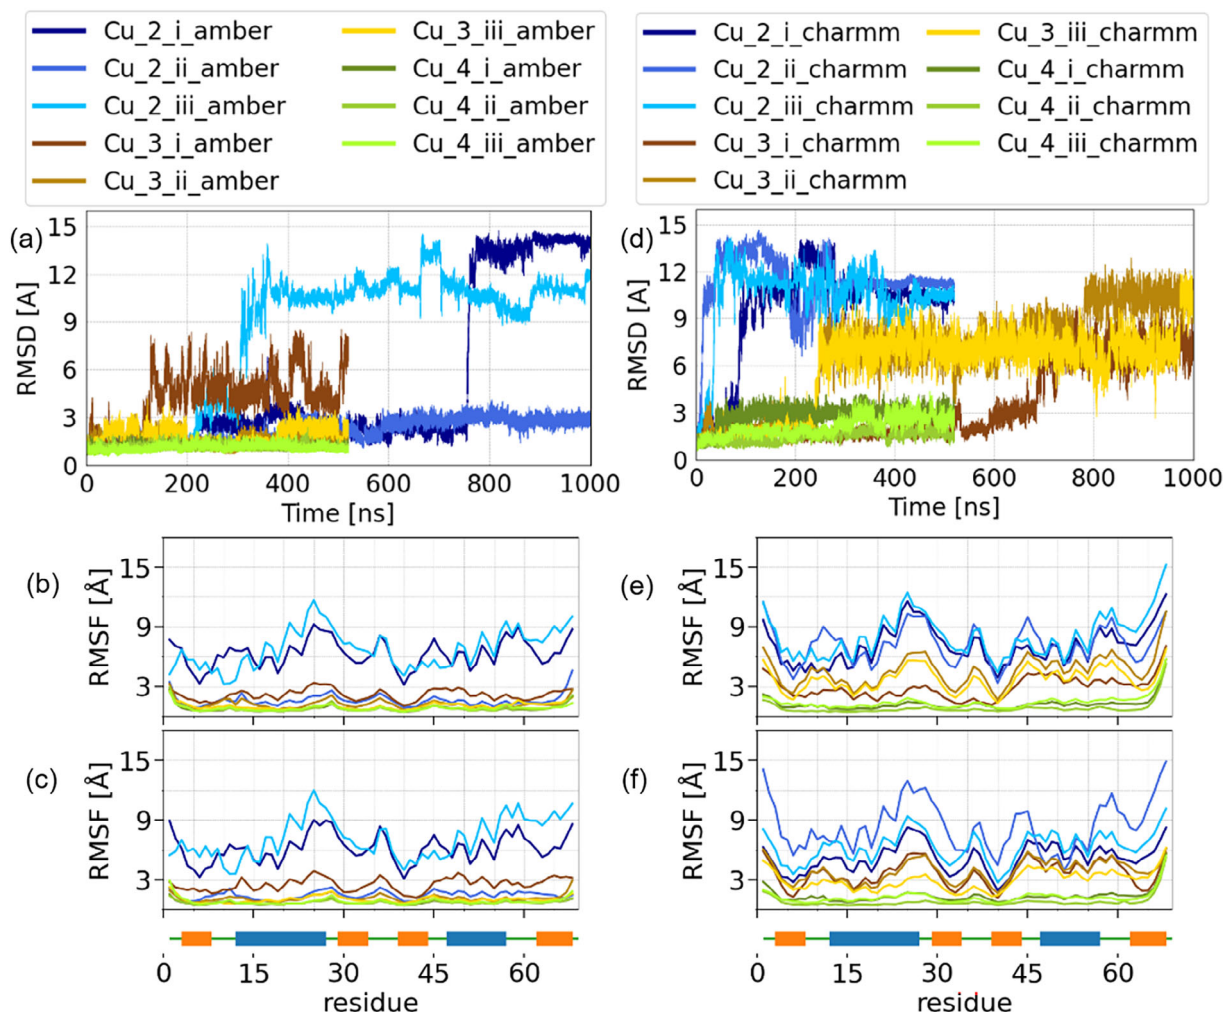 Cu_2_i_amber
Cu_2_ii_amber
Cu_2_iii_amber
Cu_3_i_amber
Cu_3_ii_amber
Cu_3_iii_amber
Cu_4_i_amber
Cu_4_ii_amber
Cu_4_iii_amber
Cu_2_i_charmm
Cu_2_ii_charmm
Cu_2_iii_charmm
Cu_3_i_charmm
Cu_3_ii_charmm
Cu_3_iii_charmm
Cu_4_i_charmm
Cu_4_ii_charmm
Cu_4_iii_charmm
(a)
RMSD [A]
15
12
9
6
3
0
0 200 400 600 800 1000
Time [ns]
(d)
RMSD [A]
15
12
9
6
3
0
0 200 400 600 800 1000
Time [ns]
(b)
RMSF [Å]
15
9
3
(e)
RMSF [Å]
15
9
3
(c)
RMSF [Å]
15
9
3
(f)
RMSF [Å]
15
9
3
0 15 30 45 60
residue
0 15 30 45 60
residue